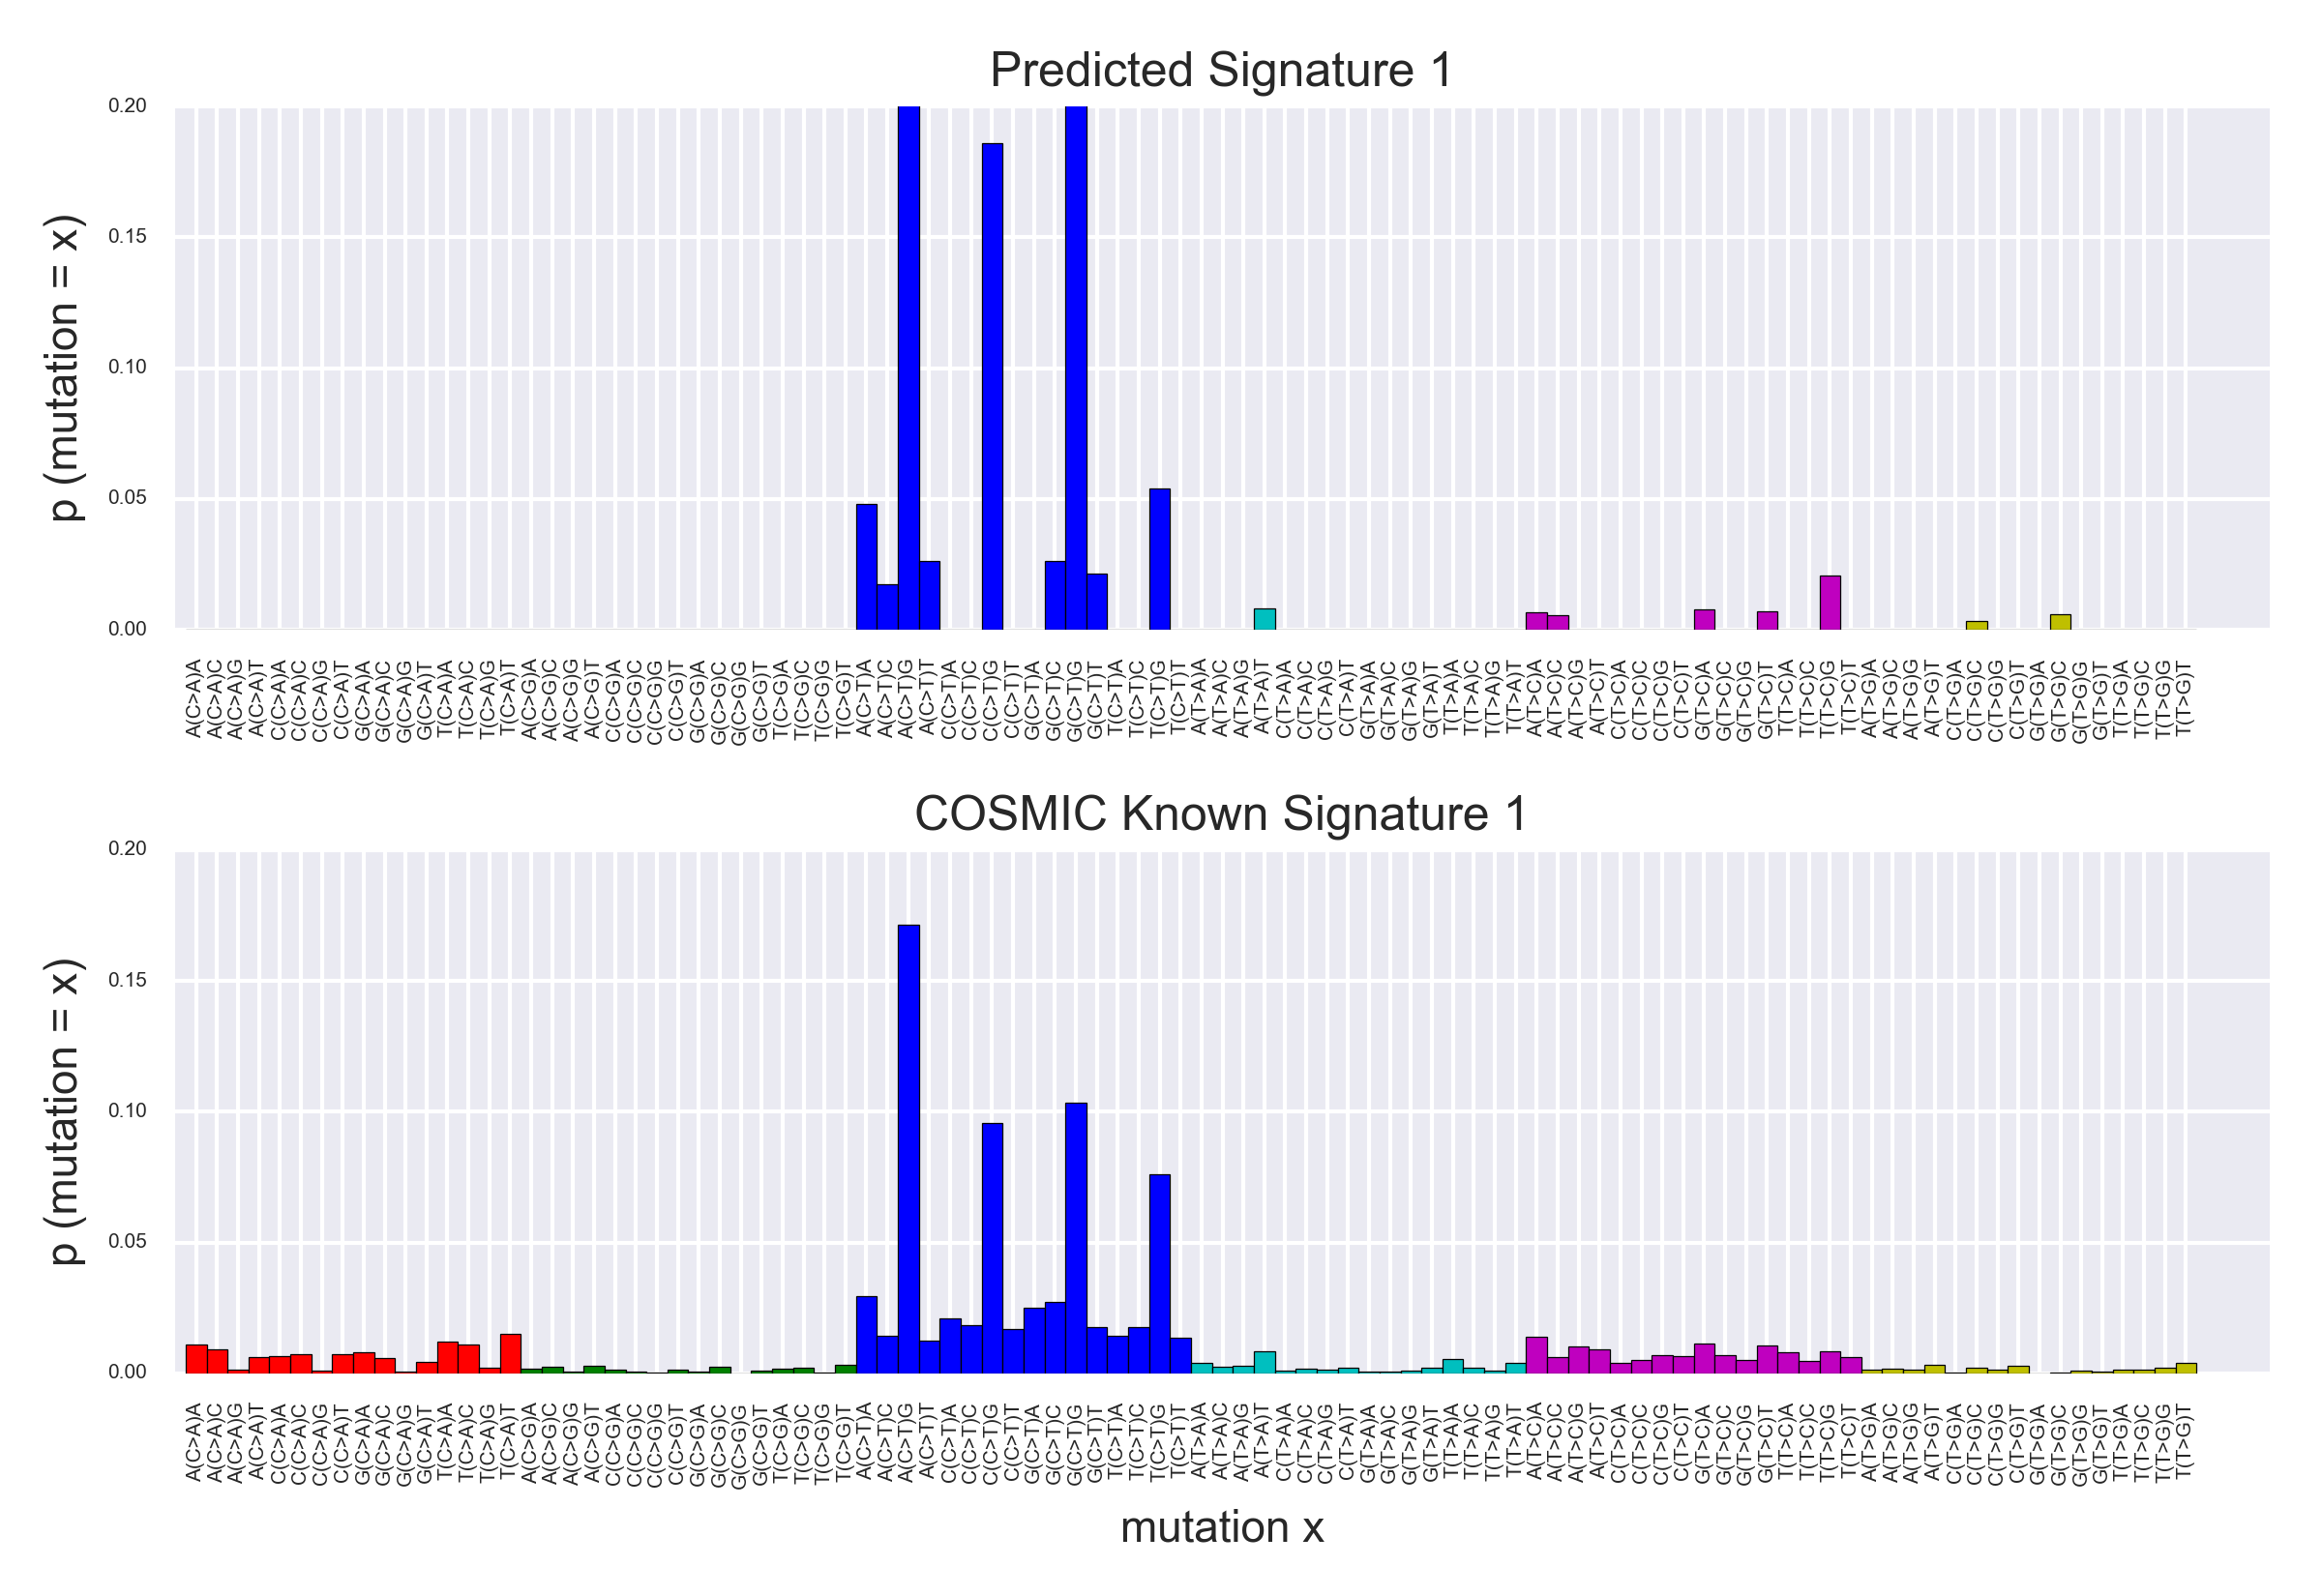 Predicted Signature 1
p (mutation = x)
0.20
0.15
0.10
0.05
0.00
A(C>A)A A(C>A)C A(C>A)G A(C>A)T C(C>A)A C(C>A)C C(C>A)G C(C>A)T G(C>A)A G(C>A)C G(C>A)G G(C>A)T T(C>A)A T(C>A)C T(C>A)G T(C>A)T A(C>G)A A(C>G)C A(C>G)G A(C>G)T C(C>G)A C(C>G)C C(C>G)G C(C>G)T G(C>G)A G(C>G)C G(C>G)G G(C>G)T T(C>G)A T(C>G)C T(C>G)G T(C>G)T A(C>T)A A(C>T)C A(C>T)G A(C>T)T C(C>T)A C(C>T)C C(C>T)G C(C>T)T G(C>T)A G(C>T)C G(C>T)G G(C>T)T T(C>T)A T(C>T)C T(C>T)G T(C>T)T A(T>A)A A(T>A)C A(T>A)G A(T>A)T C(T>A)A C(T>A)C C(T>A)G C(T>A)T G(T>A)A G(T>A)C G(T>A)G G(T>A)T T(T>A)A T(T>A)C T(T>A)G T(T>A)T A(T>C)A A(T>C)C A(T>C)G A(T>C)T C(T>C)A C(T>C)C C(T>C)G C(T>C)T G(T>C)A G(T>C)C G(T>C)G G(T>C)T T(T>C)A T(T>C)C T(T>C)G T(T>C)T A(T>G)A A(T>G)C A(T>G)G A(T>G)T C(T>G)A C(T>G)C C(T>G)G C(T>G)T G(T>G)A G(T>G)C G(T>G)G G(T>G)T T(T>G)A T(T>G)C T(T>G)G T(T>G)T
COSMIC Known Signature 1
p (mutation = x)
0.20
0.15
0.10
0.05
0.00
A(C>A)A A(C>A)C A(C>A)G A(C>A)T C(C>A)A C(C>A)C C(C>A)G C(C>A)T G(C>A)A G(C>A)C G(C>A)G G(C>A)T T(C>A)A T(C>A)C T(C>A)G T(C>A)T A(C>G)A A(C>G)C A(C>G)G A(C>G)T C(C>G)A C(C>G)C C(C>G)G C(C>G)T G(C>G)A G(C>G)C G(C>G)G G(C>G)T T(C>G)A T(C>G)C T(C>G)G T(C>G)T A(C>T)A A(C>T)C A(C>T)G A(C>T)T C(C>T)A C(C>T)C C(C>T)G C(C>T)T G(C>T)A G(C>T)C G(C>T)G G(C>T)T T(C>T)A T(C>T)C T(C>T)G T(C>T)T A(T>A)A A(T>A)C A(T>A)G A(T>A)T C(T>A)A C(T>A)C C(T>A)G C(T>A)T G(T>A)A G(T>A)C G(T>A)G G(T>A)T T(T>A)A T(T>A)C T(T>A)G T(T>A)T A(T>C)A A(T>C)C A(T>C)G A(T>C)T C(T>C)A C(T>C)C C(T>C)G C(T>C)T G(T>C)A G(T>C)C G(T>C)G G(T>C)T T(T>C)A T(T>C)C T(T>C)G T(T>C)T A(T>G)A A(T>G)C A(T>G)G A(T>G)T C(T>G)A C(T>G)C C(T>G)G C(T>G)T G(T>G)A G(T>G)C G(T>G)G G(T>G)T T(T>G)A T(T>G)C T(T>G)G T(T>G)T
mutation x